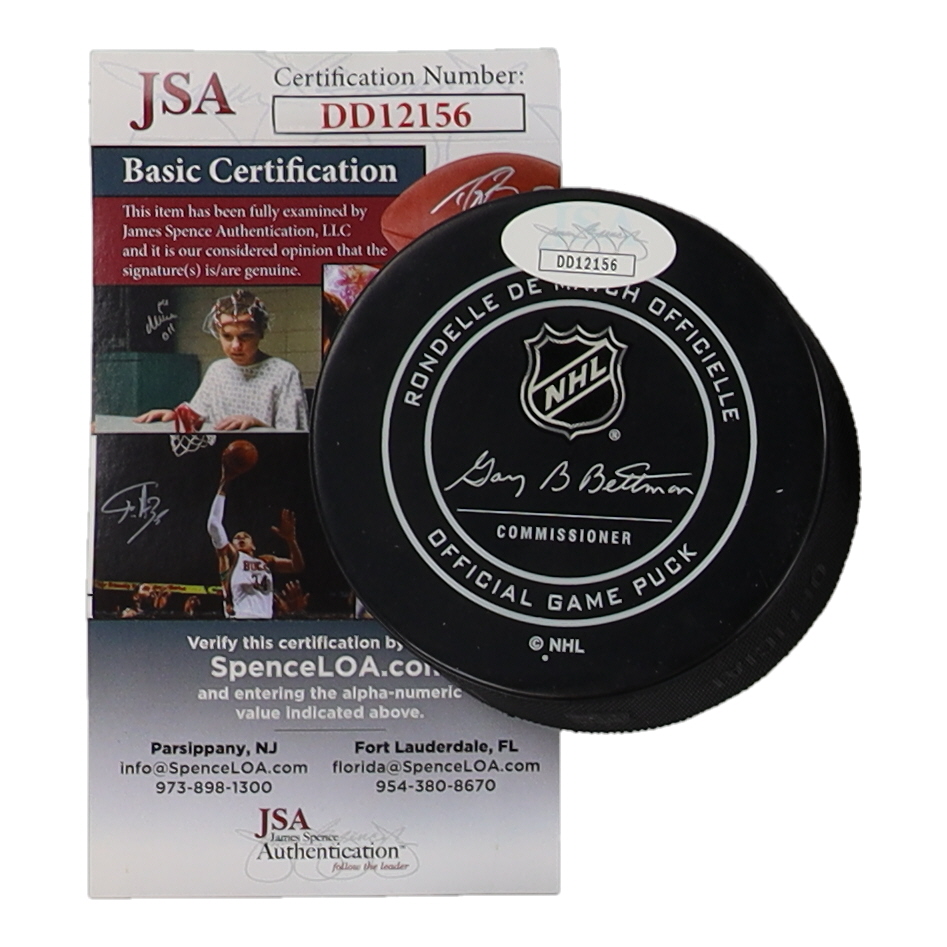 JSA
Certification Number:
DD12156
Basic Certification
This item has been fully examined by
James Spence Authentication, LLC
and it is our considered opinion that the
signature(s) is/are genuine.
BUCKS
34
Verify this certification by
SpenceLOA.com
and entering the alpha-numeric
value indicated above.
Parsippany, NJ
info@SpenceLOA.com
973-898-1300
Fort Lauderdale, FL
florida@SpenceLOA.com
954-380-8670
JSA
James Spence
Authentication™
follow the leader
JSA
DD12156
RONDELLE DE MATCH OFFICIELLE
NHL
®
Gary B Bettman
COMMISSIONER
OFFICIAL GAME PUCK
© NHL